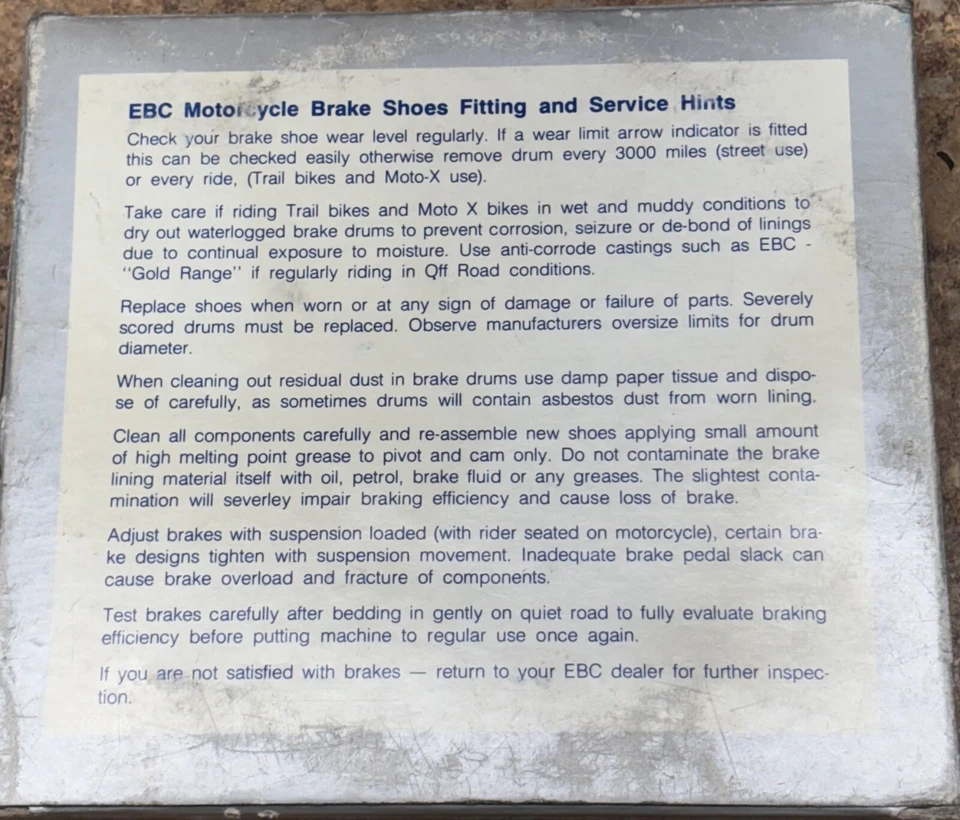 EBC Motorcycle Brake Shoes Fitting and Service Hints
Check your brake shoe wear level regularly. If a wear limit arrow indicator is fitted
this can be checked easily otherwise remove drum every 3000 miles (street use)
or every ride, (Trail bikes and Moto-X use).
Take care if riding Trail bikes and Moto X bikes in wet and muddy conditions to
dry out waterlogged brake drums to prevent corrosion, seizure or de-bond of linings
due to continual exposure to moisture. Use anti-corrode castings such as EBC -
“Gold Range” if regularly riding in Qff Road conditions.
Replace shoes when worn or at any sign of damage or failure of parts. Severely
scored drums must be replaced. Observe manufacturers oversize limits for drum
diameter.
When cleaning out residual dust in brake drums use damp paper tissue and dispo-
se of carefully, as sometimes drums will contain asbestos dust from worn lining.
Clean all components carefully and re-assemble new shoes applying small amount
of high melting point grease to pivot and cam only. Do not contaminate the brake
lining material itself with oil, petrol, brake fluid or any greases. The slightest conta-
mination will severley impair braking efficiency and cause loss of brake.
Adjust brakes with suspension loaded (with rider seated on motorcycle), certain bra-
ke designs tighten with suspension movement. Inadequate brake pedal slack can
cause brake overload and fracture of components.
Test brakes carefully after bedding in gently on quiet road to fully evaluate braking
efficiency before putting machine to regular use once again.
If you are not satisfied with brakes — return to your EBC dealer for further inspec-
tion.